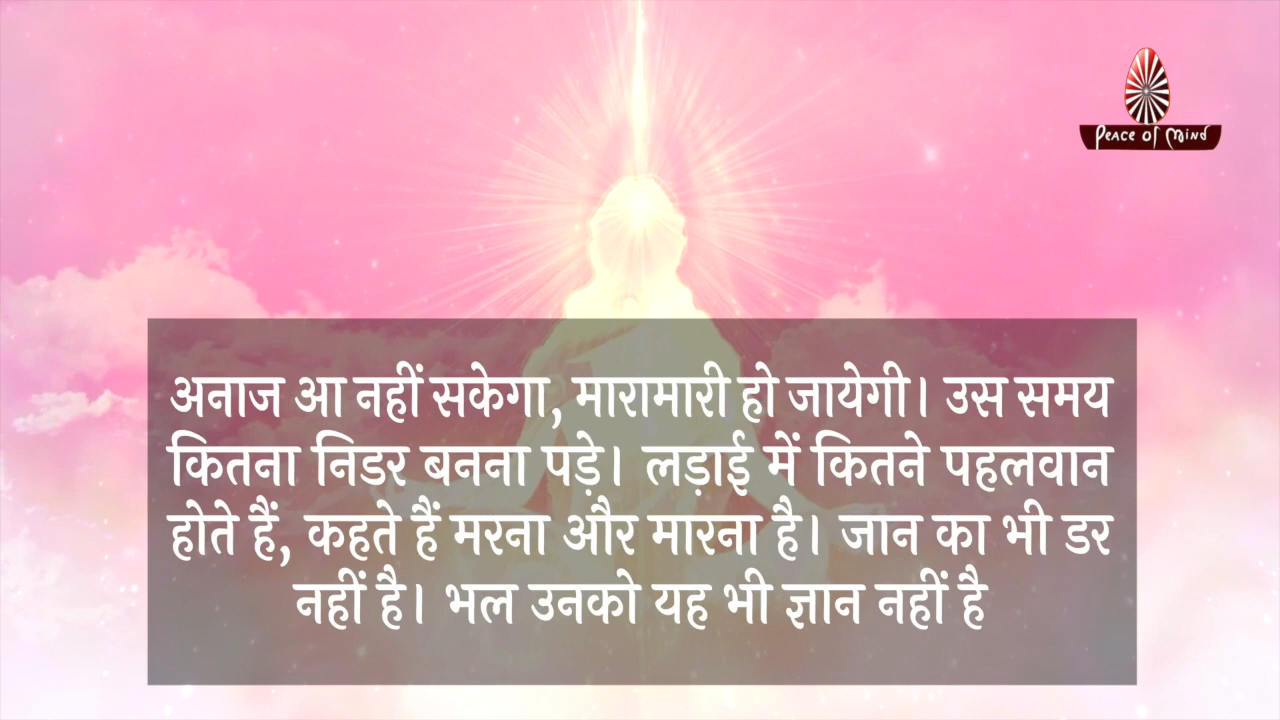 Peace of Mind
अनाज आ नहीं सकेगा, मारामारी हो जायेगी। उस समय
कितना निडर बनना पड़े। लड़ाई में कितने पहलवान
होते हैं, कहते हैं मरना और मारना है। जान का भी डर
नहीं है। भल उनको यह भी ज्ञान नहीं है